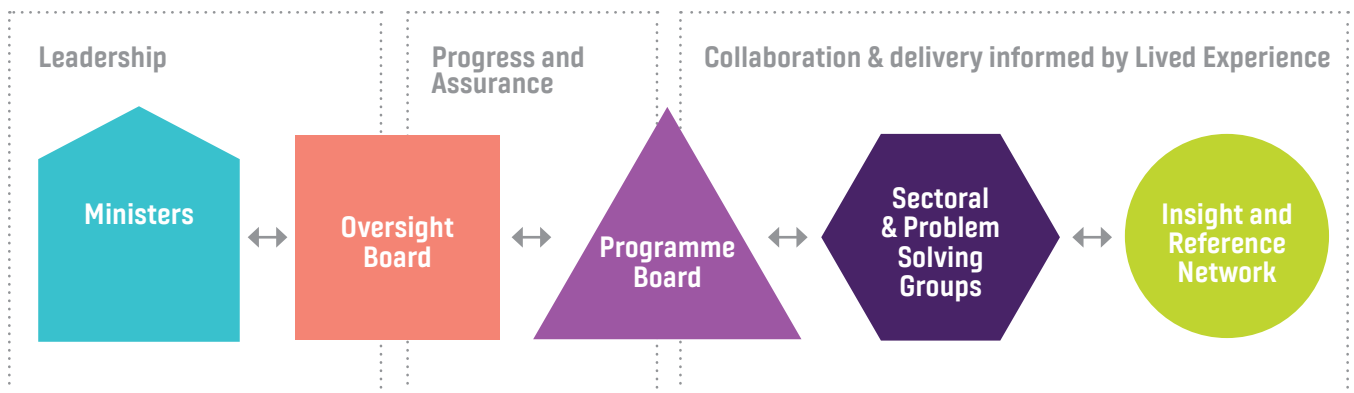 Leadership
Progress and
Assurance
Collaboration & delivery informed by Lived Experience
Ministers
Oversight
Board
Programme
Board
Sectoral
& Problem
Solving
Groups
Insight and
Reference
Network